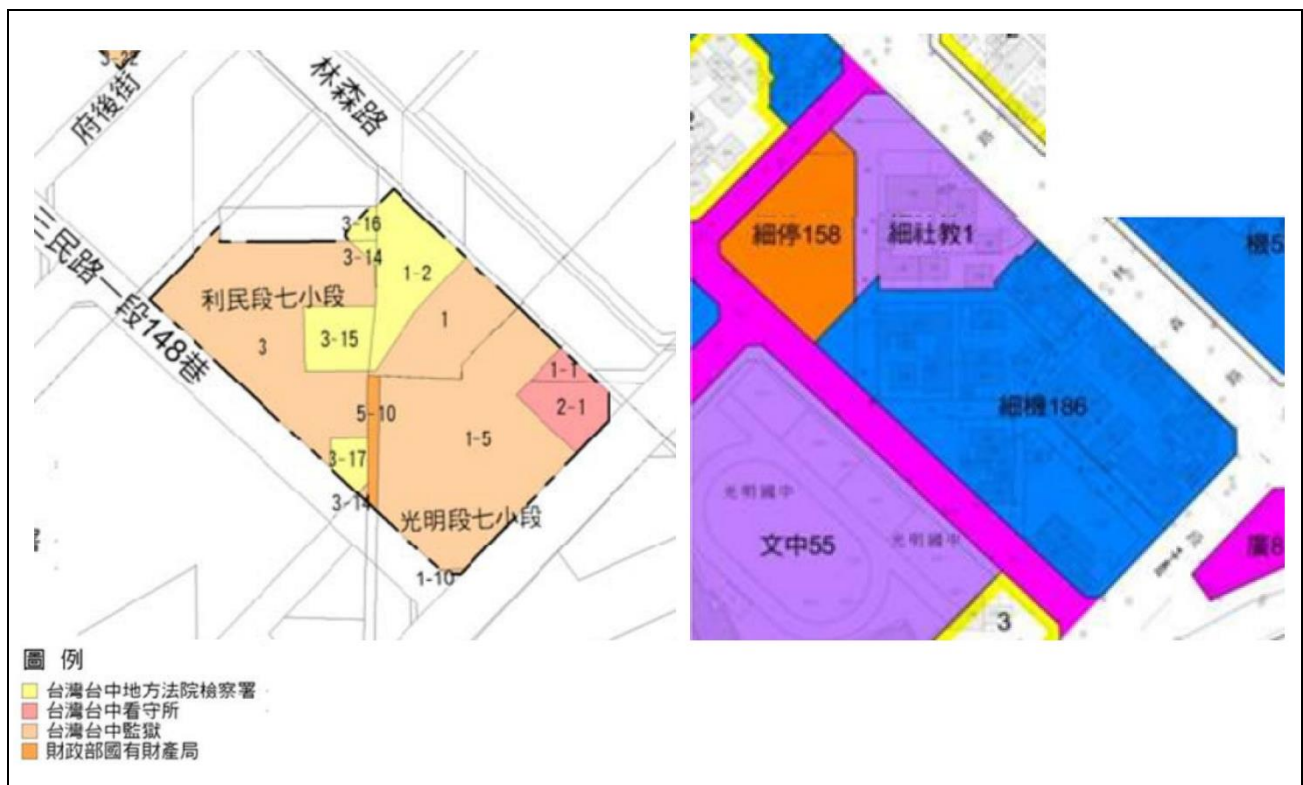 府後街
林森路
三民路一段148巷
3-16
3-14
1-2
利民段七小段
1
3
3-15
1-1
2-1
5-10
1-5
3-17
3-14
光明段七小段
1-10
細停158
細社教1
機5
細機186
光明國中
光明國中
文中55
廣8
3
圖 例
台灣台中地方法院檢察署
台灣台中看守所
台灣台中監獄
財政部國有財產局